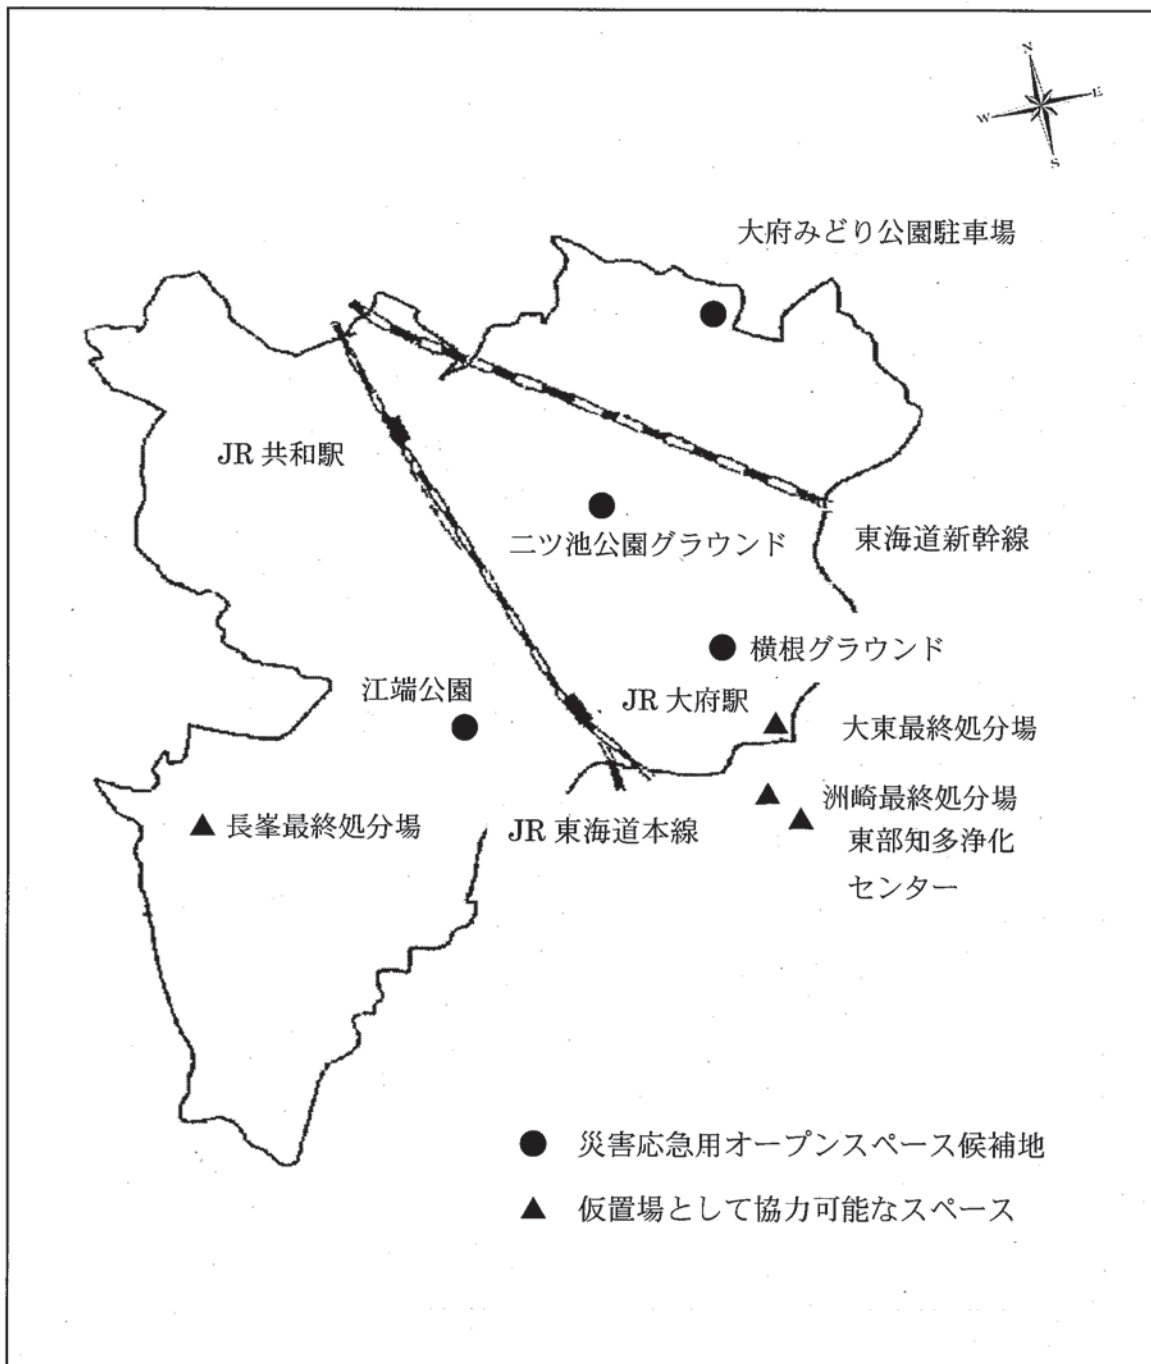 N
E
W
S
大府みどり公園駐車場
JR 共和駅
二ツ池公園グラウンド
東海道新幹線
横根グラウンド
江端公園
JR 大府駅
大東最終処分場
洲崎最終処分場
長峯最終処分場
JR 東海道本線
東部知多浄化
センター
● 災害応急用オープンスペース候補地
▲ 仮置場として協力可能なスペース